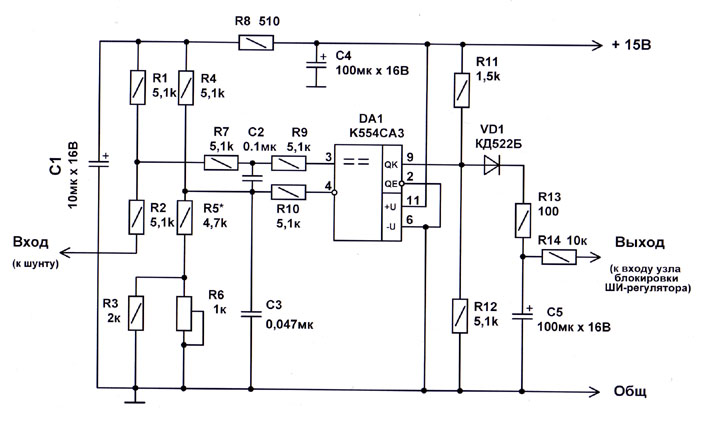 R8 510
+ 15В
R1
5,1k
R4
5,1k
C4
100мк x 16В
R11
1,5k
C1
10мк x 16В
R7
5,1k
C2
0.1мк
R9
5,1к
DA1
K554CA3
VD1
КД522Б
3
4
==
QK
QE
+U
-U
9
2
11
6
R2
5,1k
R5*
4,7k
R10
5,1к
R13
100
Вход
(к шунту)
R14 10к
Выход
(к входу узла
блокировки
ШИ-регулятора)
R3
2к
R6
1к
C3
0,047мк
R12
5,1k
C5
100мк x 16В
Общ